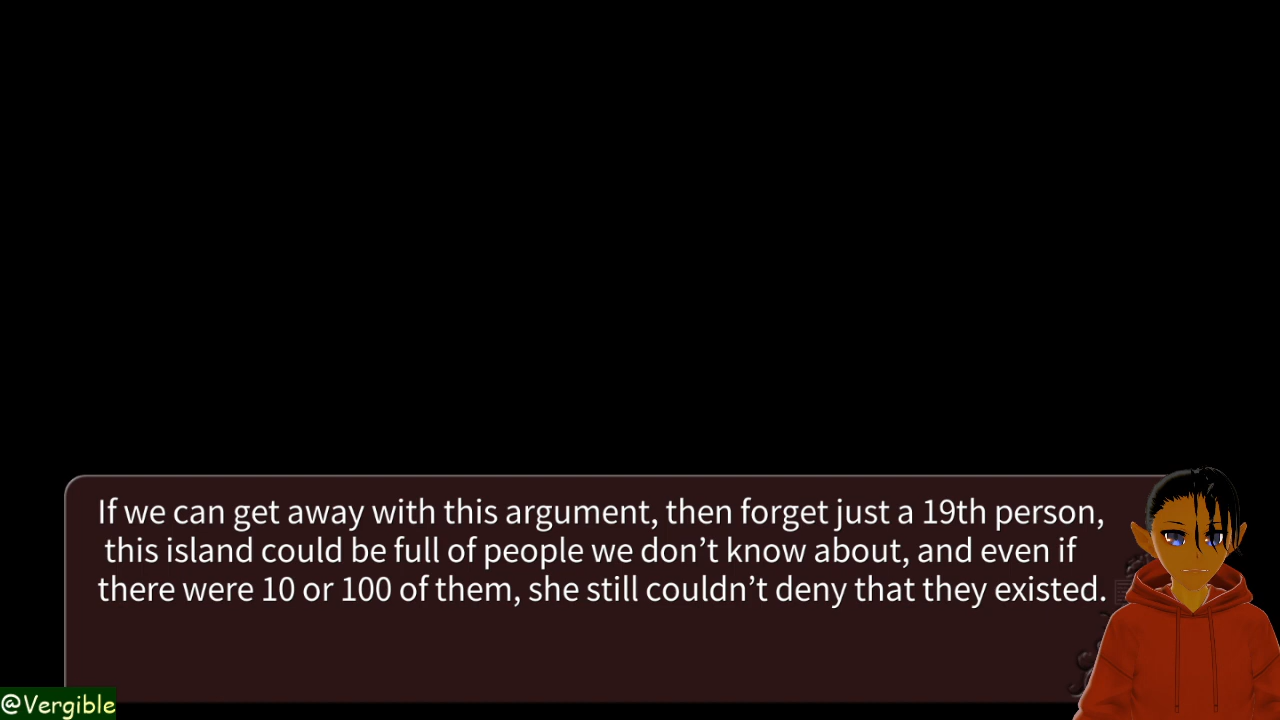 If we can get away with this argument, then forget just a 19th person,
this island could be full of people we don’t know about, and even if
there were 10 or 100 of them, she still couldn’t deny that they existed.
@Vergible